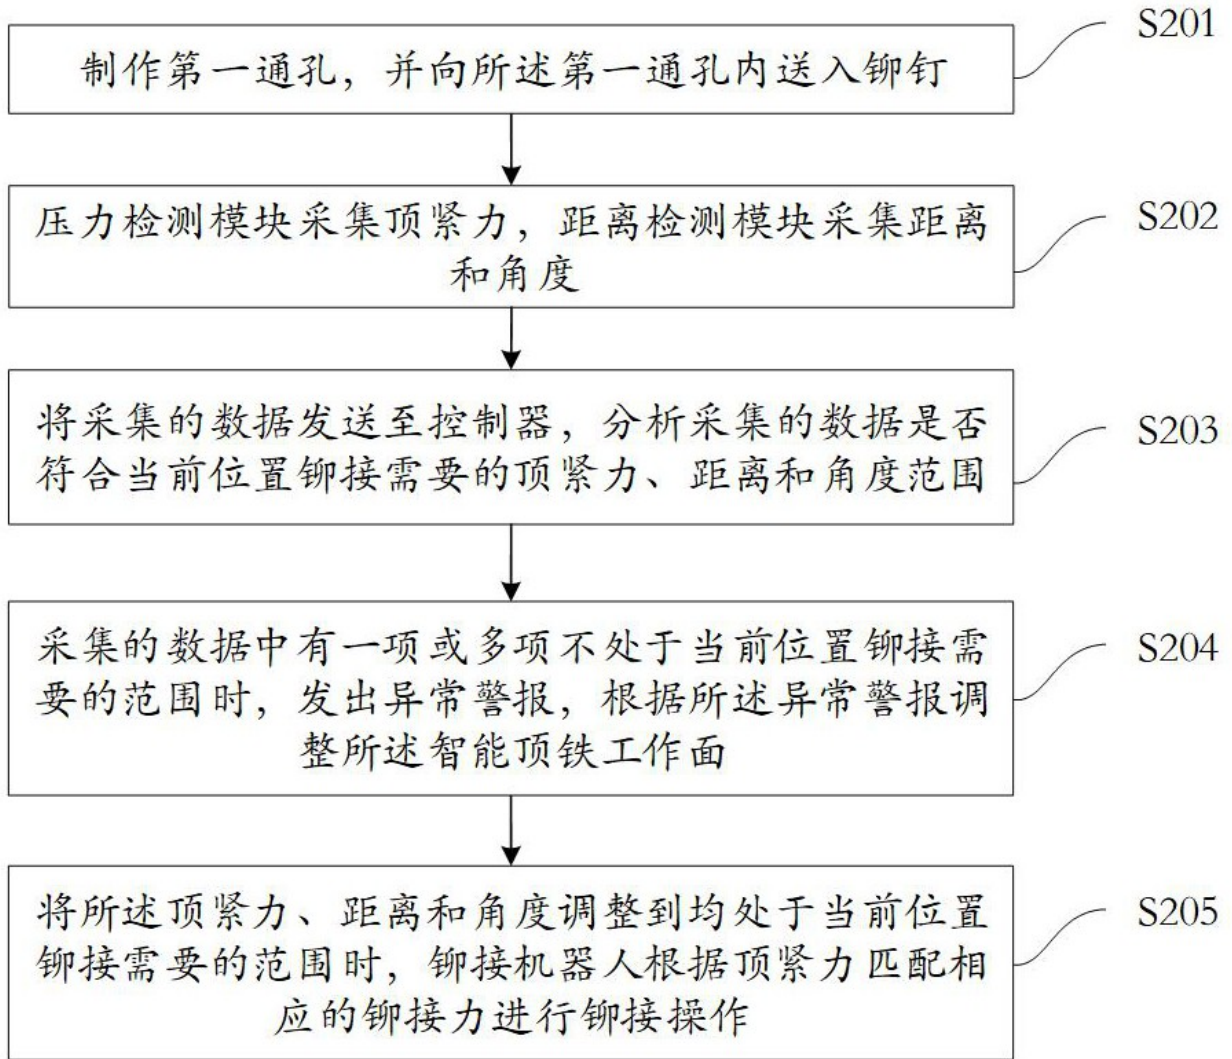 制作第一通孔，并向所述第一通孔内送入铆钉
S201
压力检测模块采集顶紧力，距离检测模块采集距离
和角度
S202
将采集的数据发送至控制器，分析采集的数据是否
符合当前位置铆接需要的顶紧力、距离和角度范围
S203
采集的数据中有一项或多项不处于当前位置铆接需
要的范围时，发出异常警报，根据所述异常警报调
整所述智能顶铁工作面
S204
将所述顶紧力、距离和角度调整到均处于当前位置
铆接需要的范围时，铆接机器人根据顶紧力匹配相
应的铆接力进行铆接操作
S205